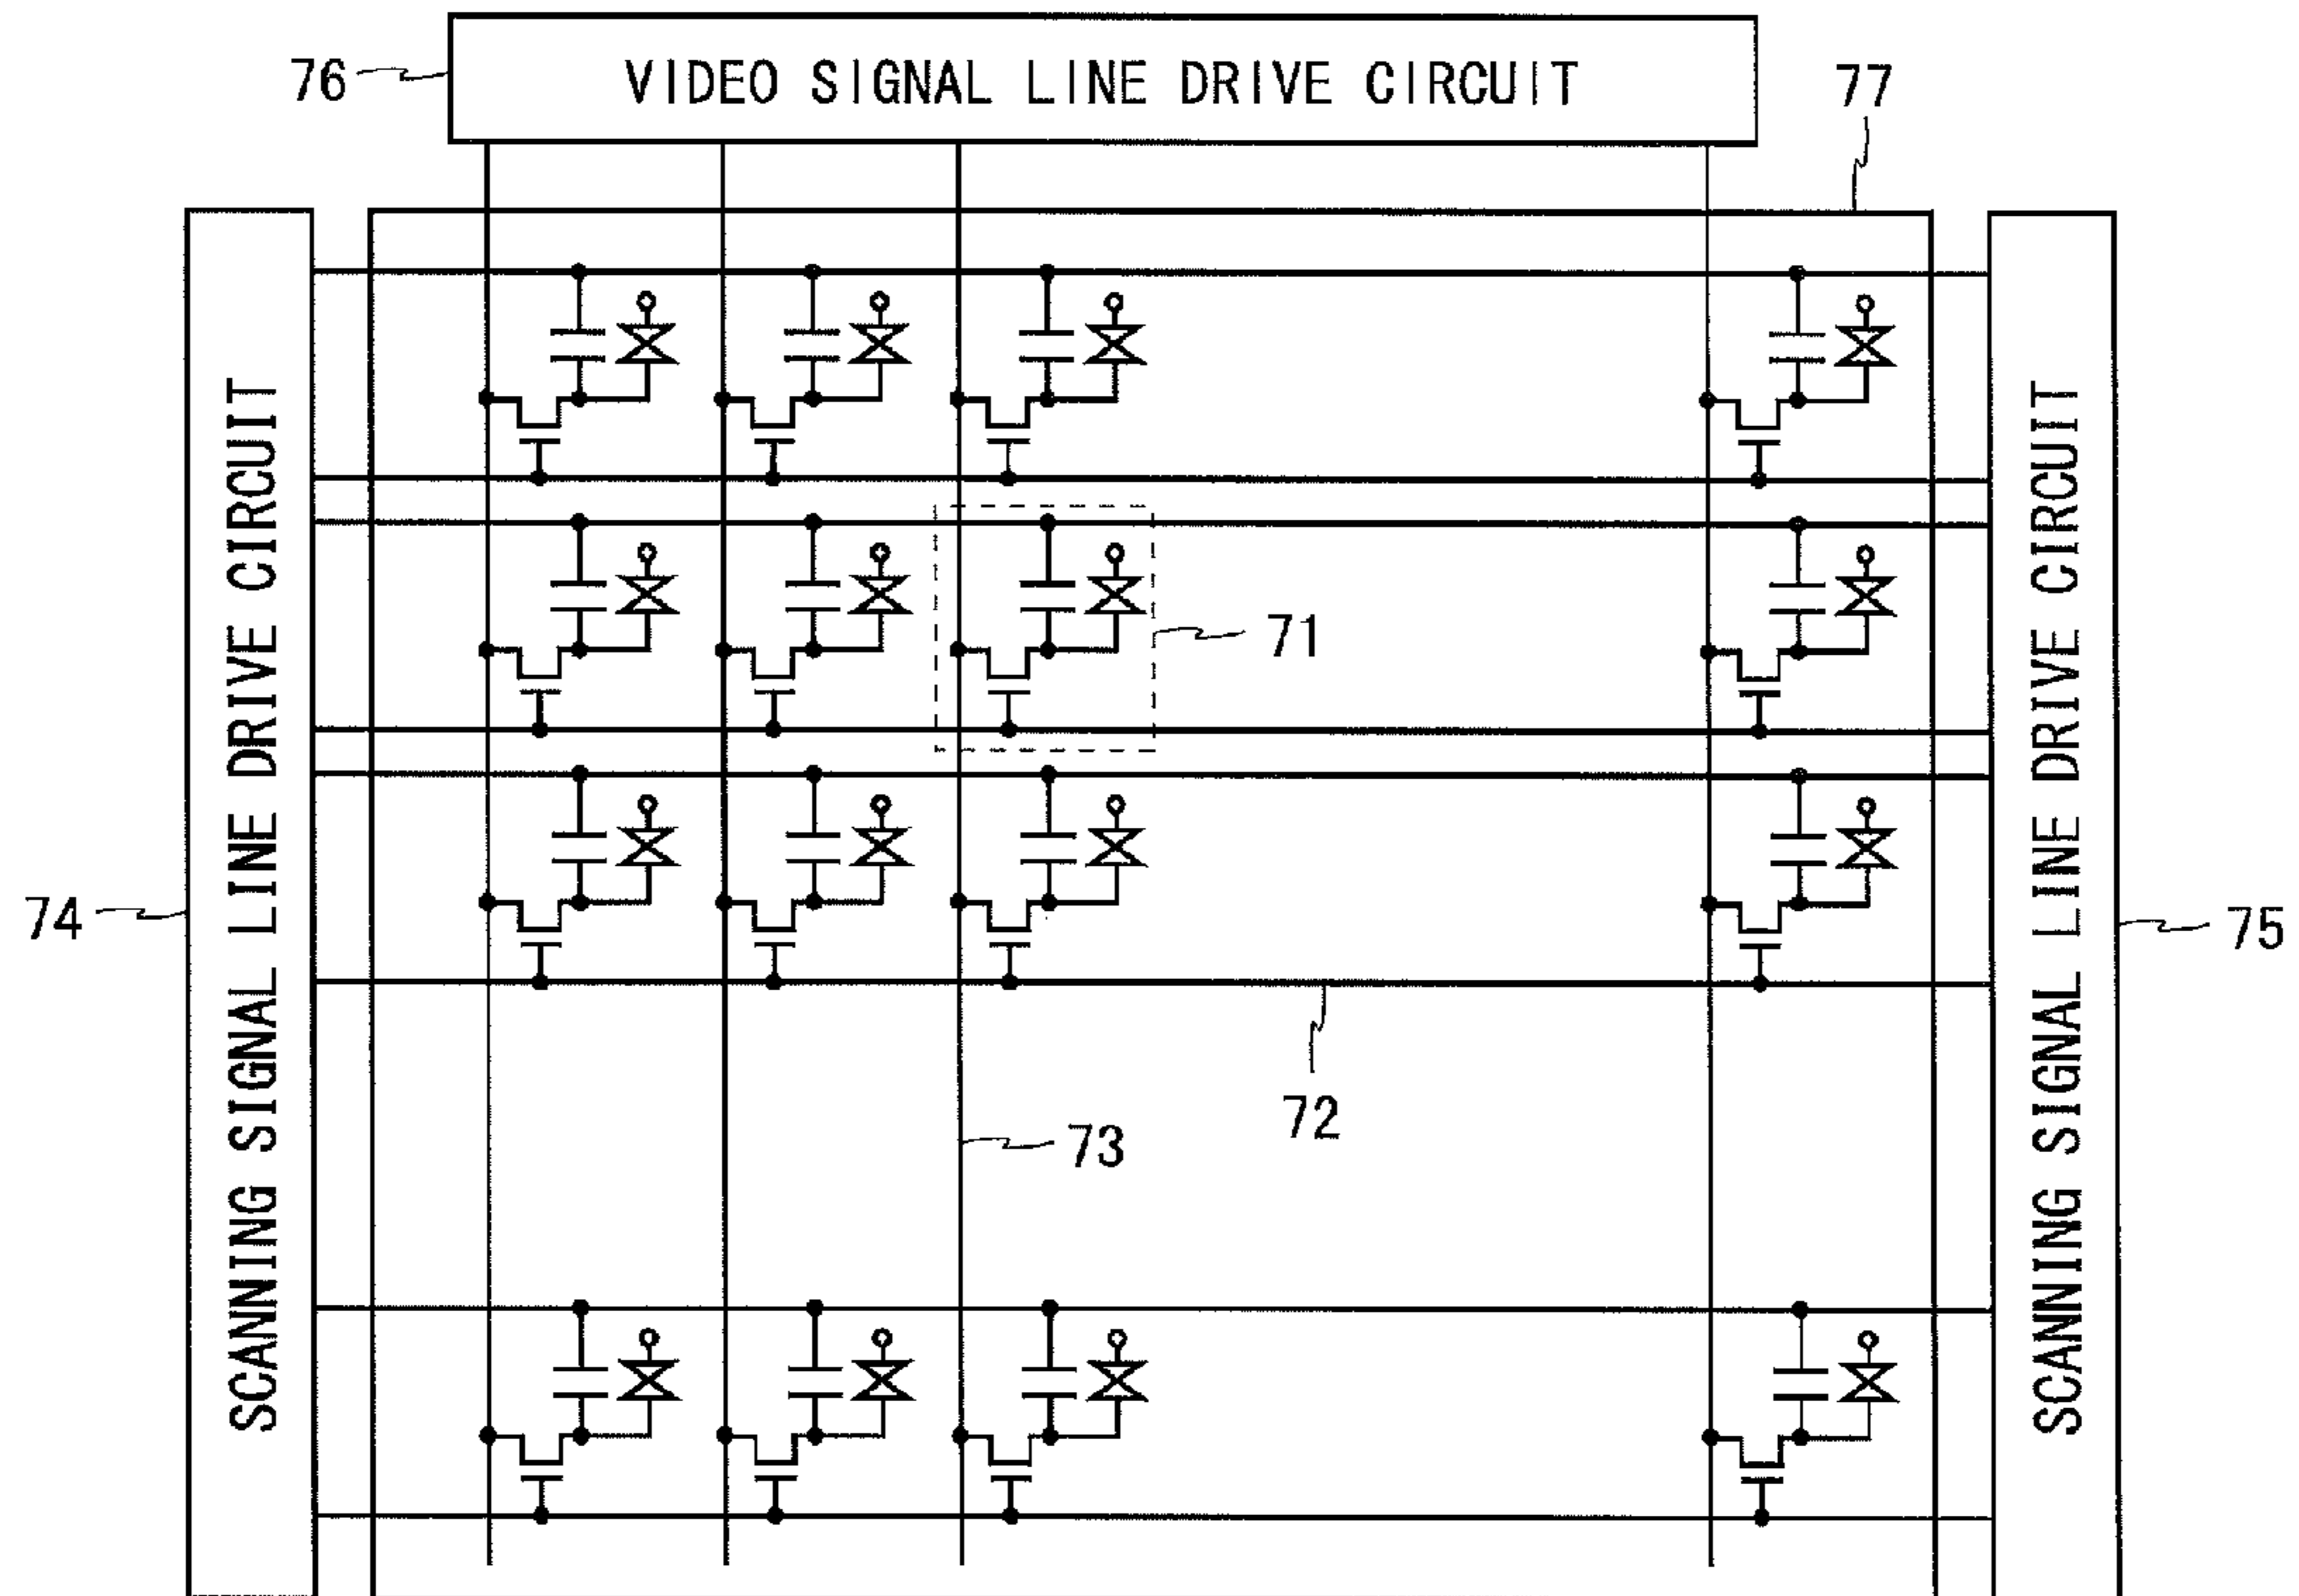 76
VIDEO SIGNAL LINE DRIVE CIRCUIT
77
SCANNING SIGNAL LINE DRIVE CIRCUIT
SCANNING SIGNAL LINE DRIVE CIRCUIT
71
74
75
72
73